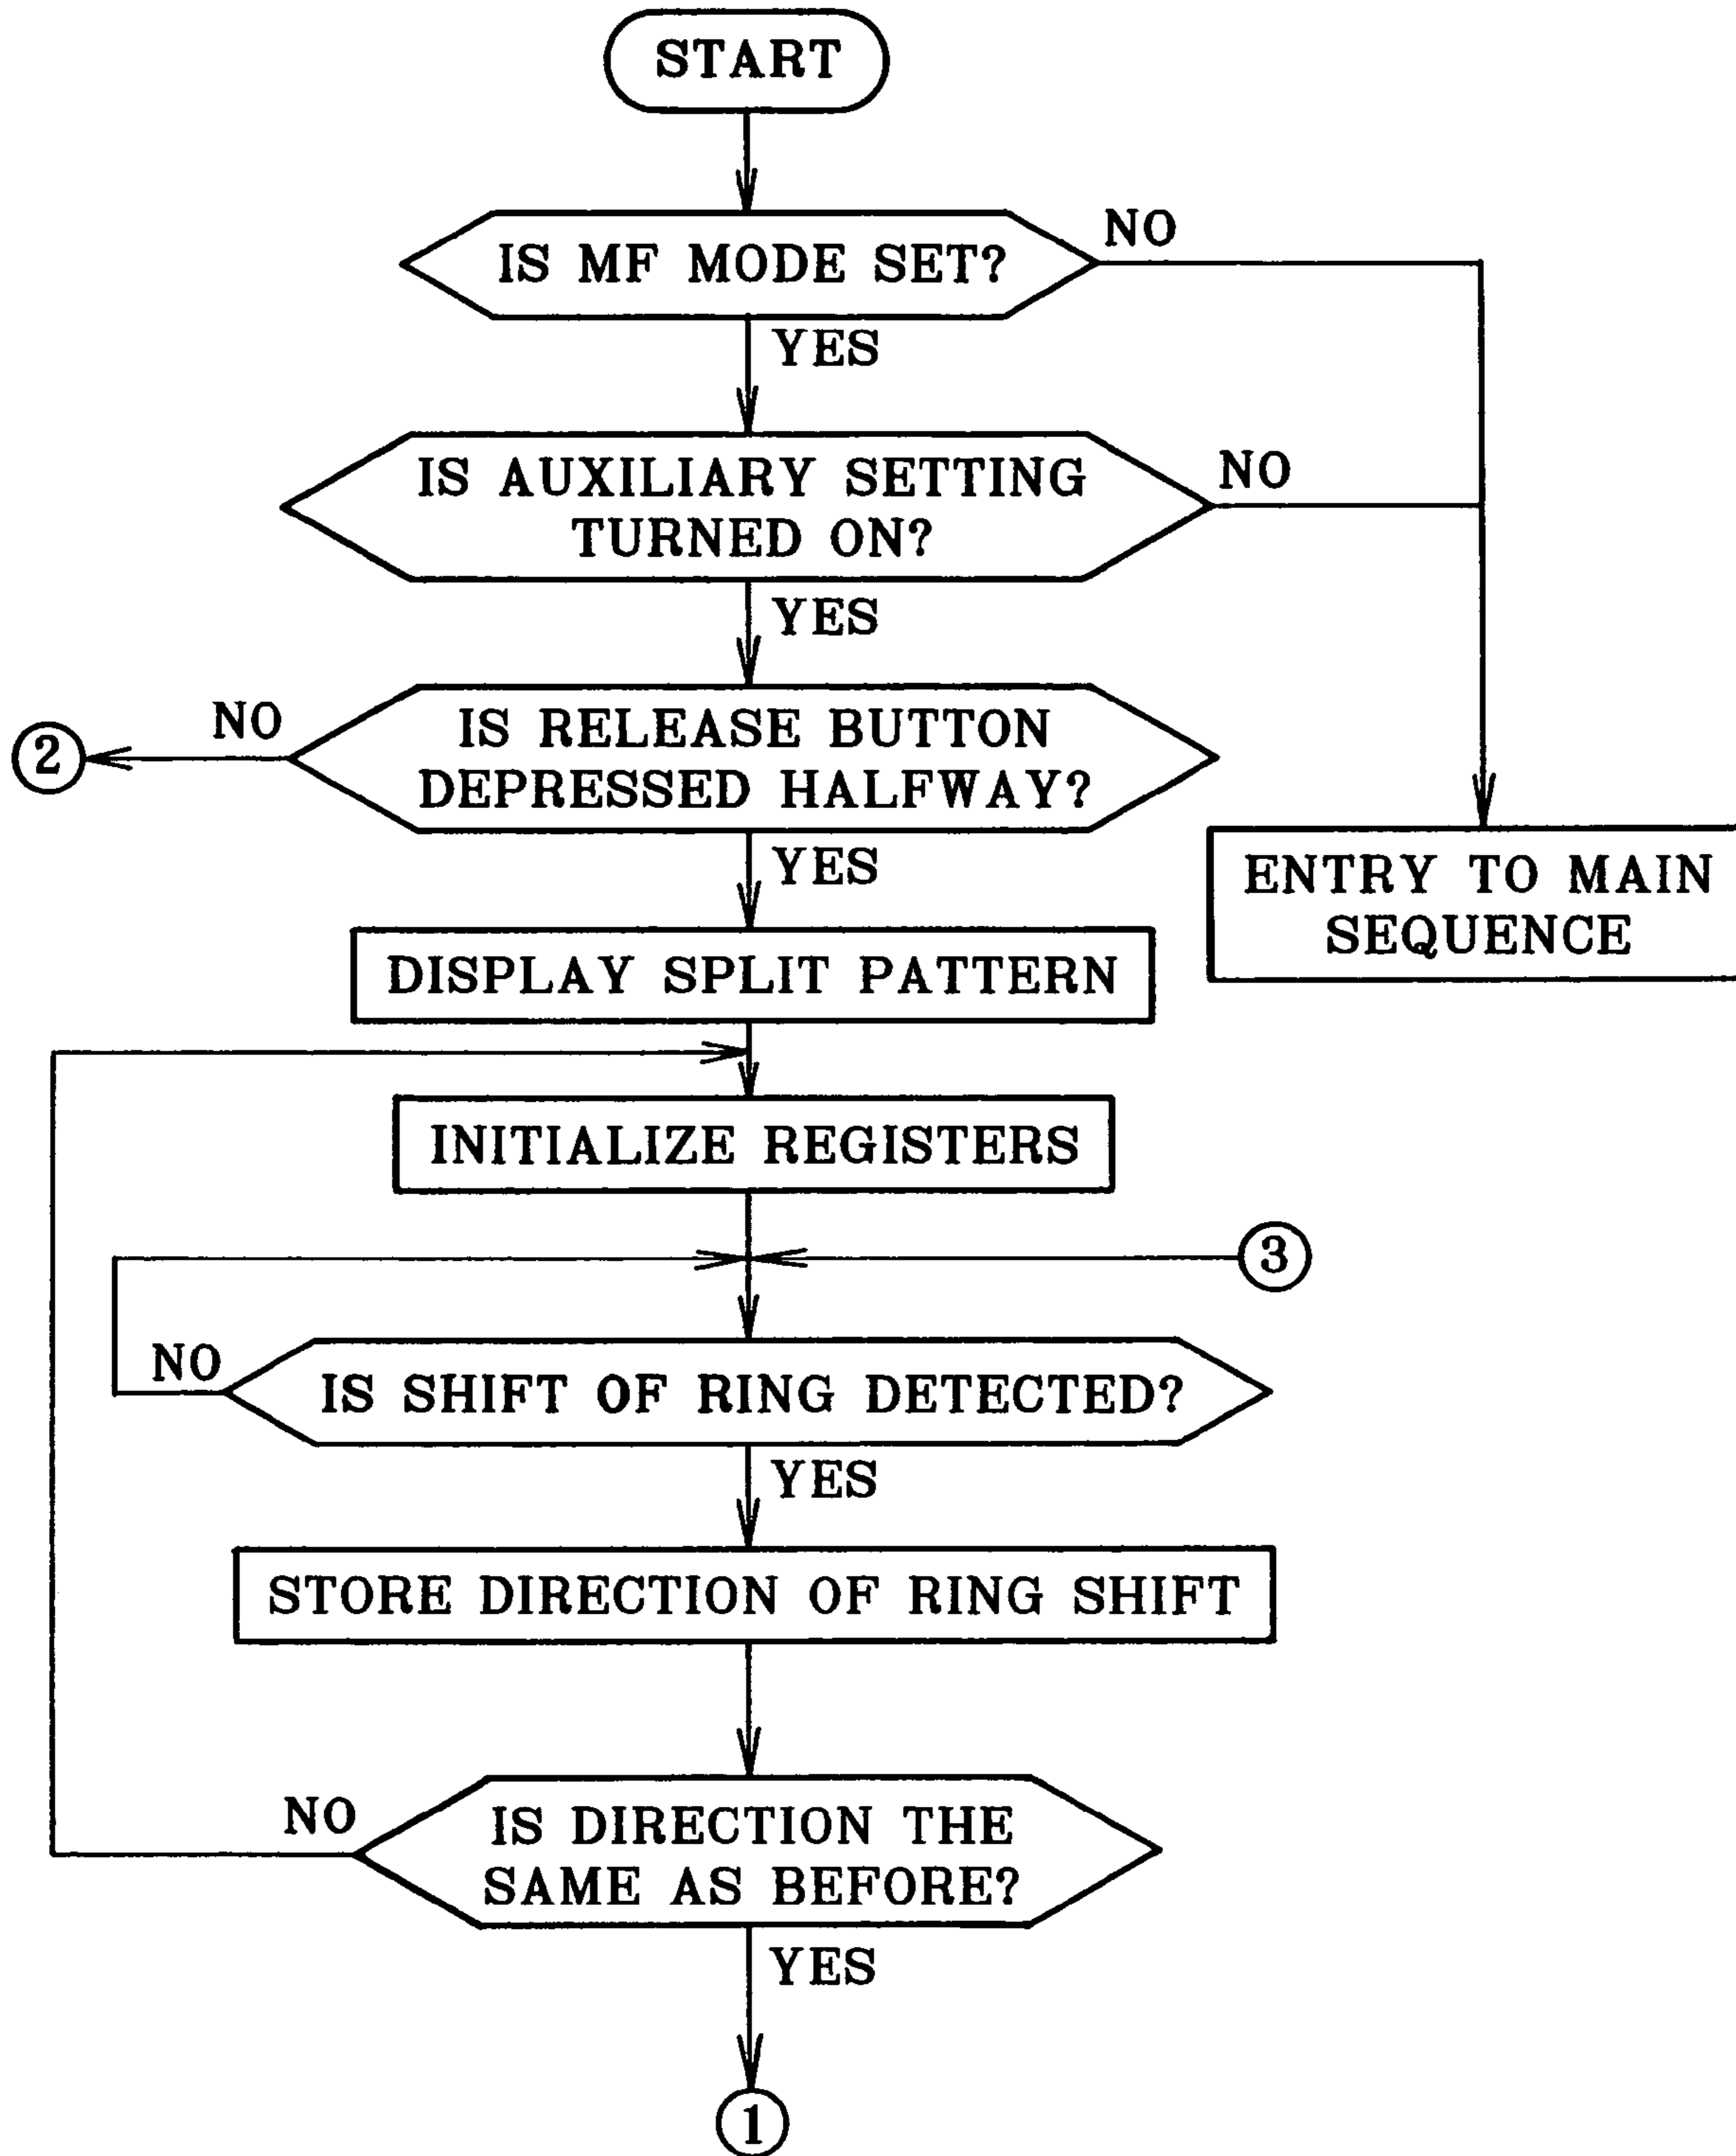 START
IS MF MODE SET?
NO
YES
IS AUXILIARY SETTING
TURNED ON?
NO
YES
IS RELEASE BUTTON
DEPRESSED HALFWAY?
NO
2
YES
ENTRY TO MAIN
SEQUENCE
DISPLAY SPLIT PATTERN
INITIALIZE REGISTERS
3
NO
IS SHIFT OF RING DETECTED?
YES
STORE DIRECTION OF RING SHIFT
NO
IS DIRECTION THE
SAME AS BEFORE?
YES
1